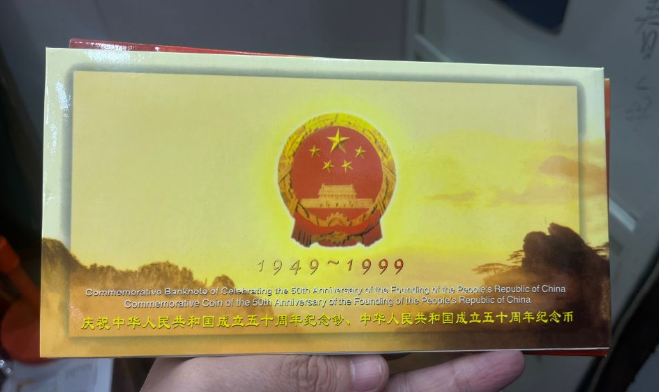 1949~1999
Commemorative Banknote of Celebrating the 50th Anniversary of the Founding of the People's Republic of China
Commemorative Coin of the 50th Anniversary of the Founding of the People's Republic of China
庆祝中华人民共和国成立五十周年纪念钞、中华人民共和国成立五十周年纪念币